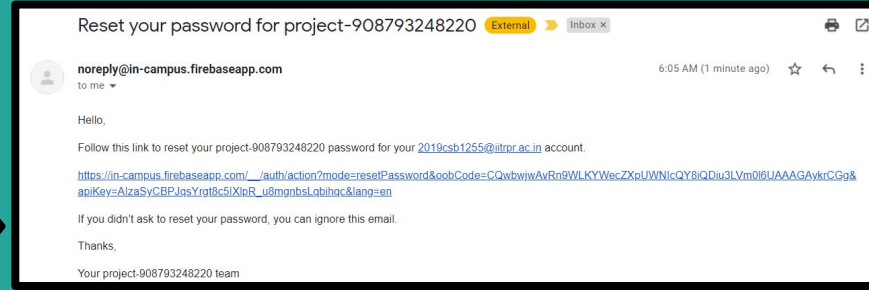 Reset your password for project-908793248220 External Inbox ×
noreply@in-campus.firebaseapp.com 6:05 AM (1 minute ago)
to me
Hello,
Follow this link to reset your project-908793248220 password for your 2019csb1255@iitrpr.ac.in account.
https://in-campus.firebaseapp.com/__/auth/action?mode=resetPassword&oobCode=CQwbwjwAvRn9WLKYWecZXpUWNIcQY8iQDiu3LVm0l6UAAAGAykrCGg&
apiKey=AIzaSyCBPJqsYrgt8c5IXlpR_u8mgnbsLqbihqc&lang=en
If you didn't ask to reset your password, you can ignore this email.
Thanks,
Your project-908793248220 team